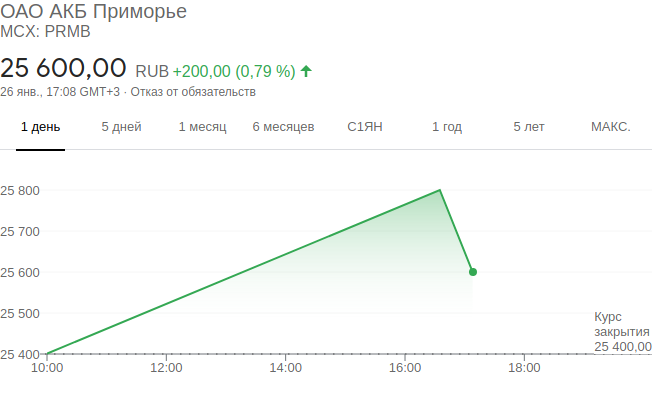 ОАО АКБ Приморье
MCX: PRMB
25 600,00 RUB +200,00 (0,79 %)
26 янв., 17:08 GMT+3 · Отказ от обязательств
1 день 5 дней 1 месяц 6 месяцев С1ЯН 1 год 5 лет МАКС.
25 800
25 700
25 600
25 500
Курс
закрытия
25 400,00
25 400
10:00 12:00 14:00 16:00 18:00